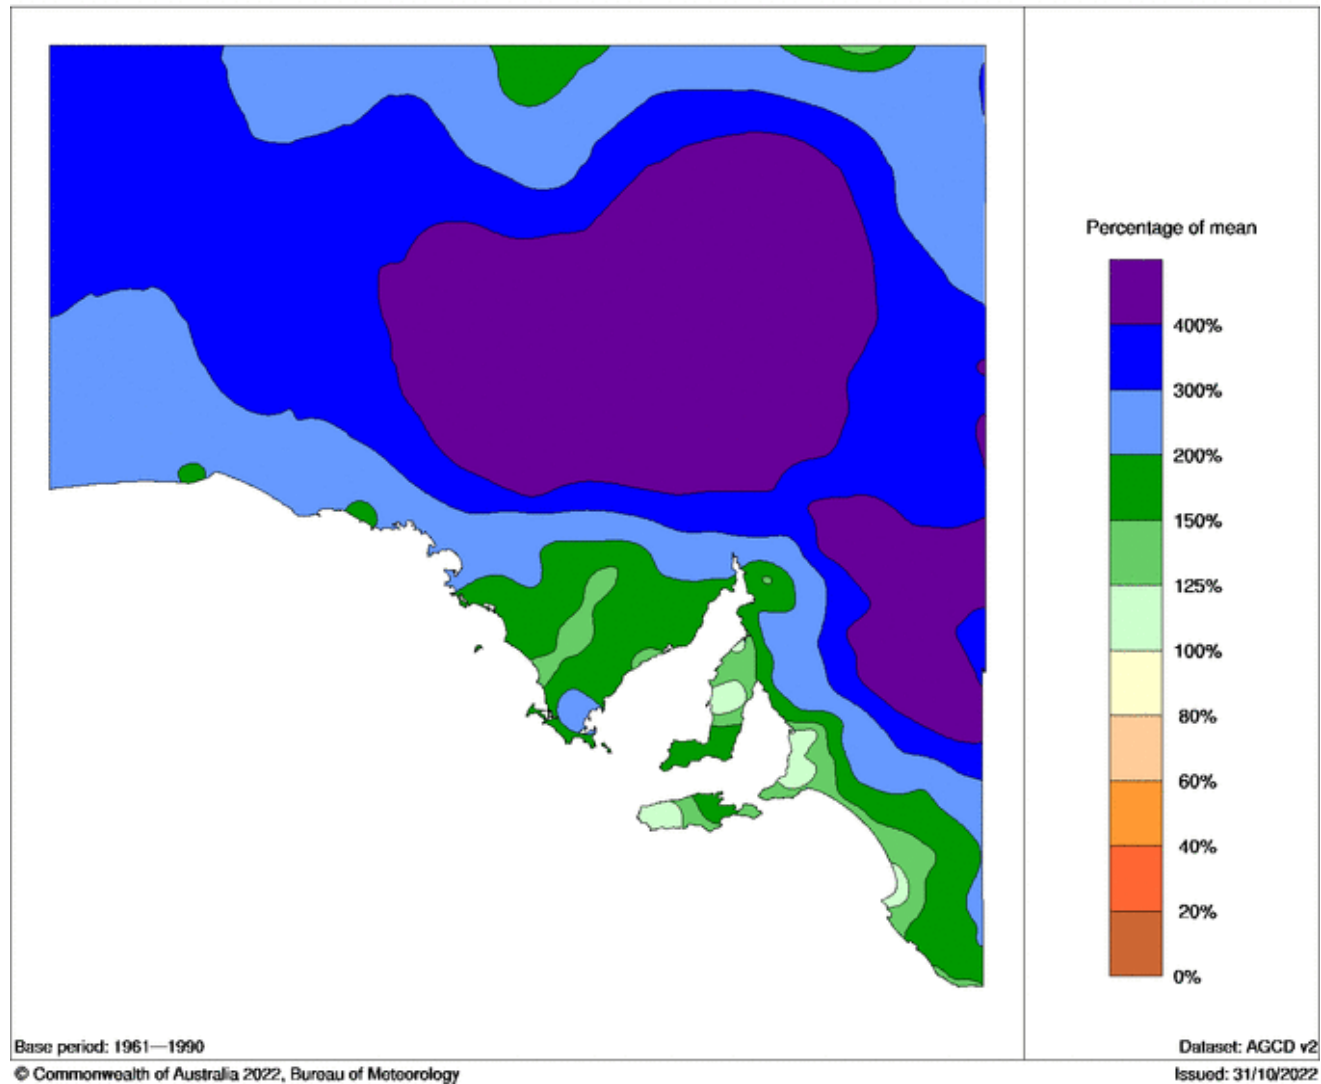 Percentage of mean
400%
300%
200%
150%
125%
100%
80%
60%
40%
20%
0%
Base period: 1961—1990
Dataset: AGCD v2
© Commonwealth of Australia 2022, Bureau of Meteorology
Issued: 31/10/2022